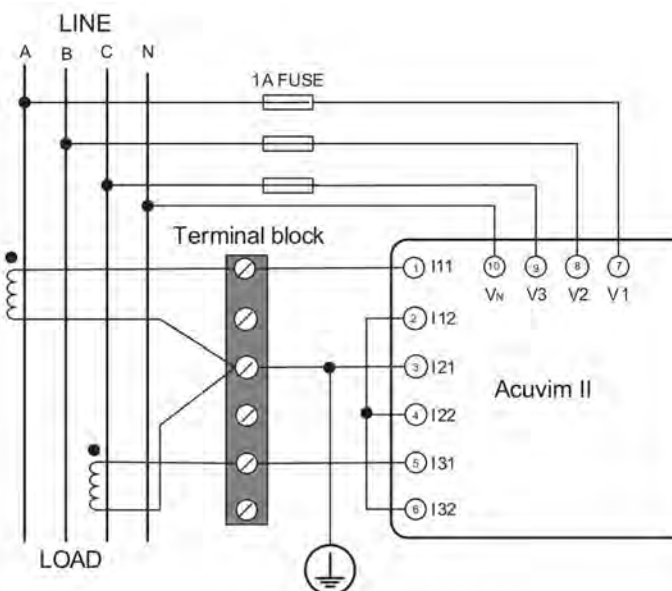 LINE
A B C N
1A FUSE
Terminal block
10 9 8 7
VN V3 V2 V1
1 I11
2 I12
3 I21
4 I22
5 I31
6 I32
Acuvim II
LOAD